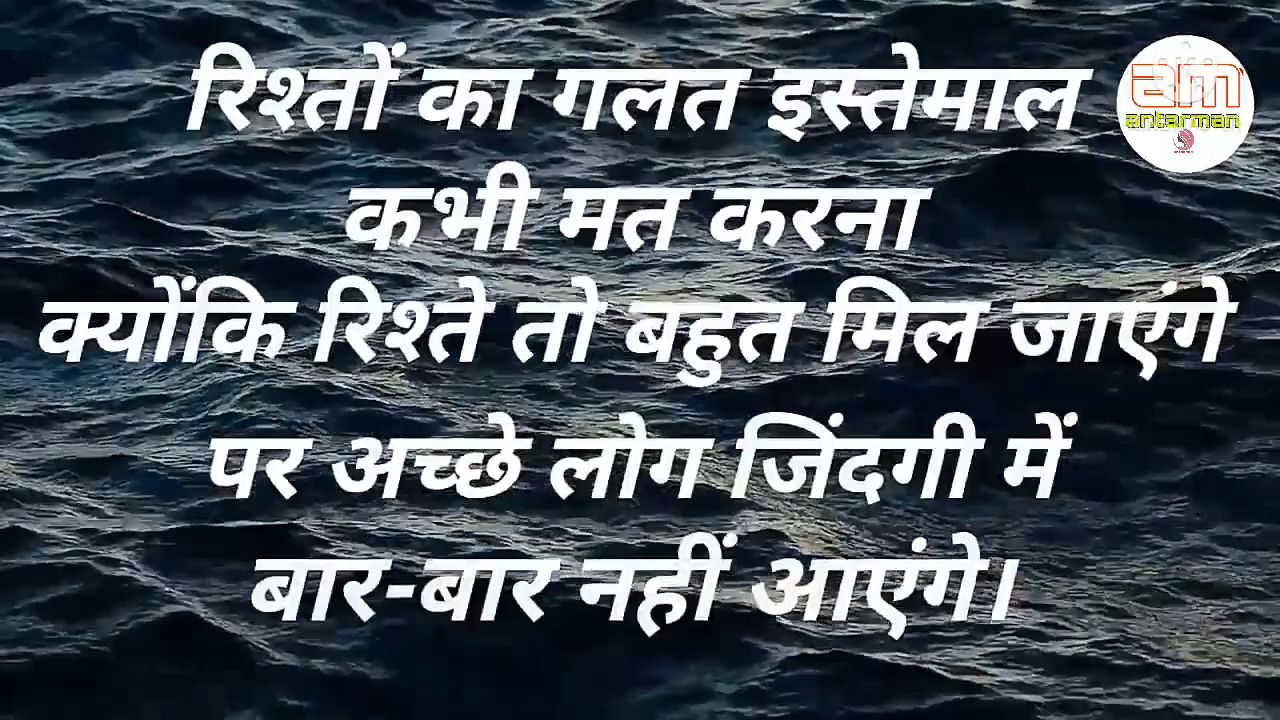 रिश्तों का गलत इस्तेमाल
कभी मत करना
क्योंकि रिश्ते तो बहुत मिल जाएंगे
पर अच्छे लोग जिंदगी में
बार-बार नहीं आएंगे।
am
antarman